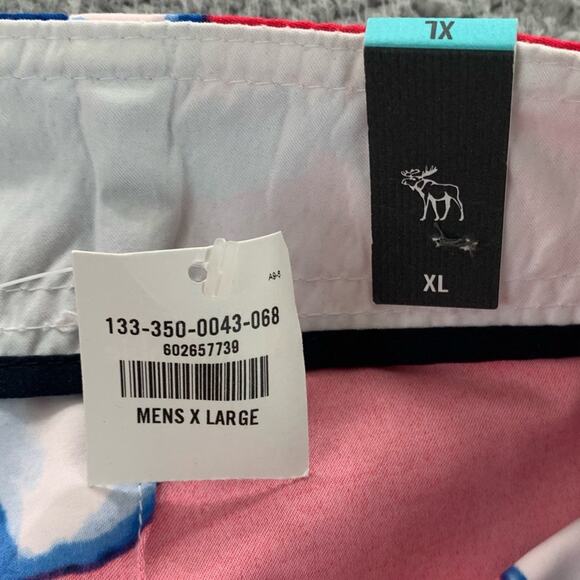 XL
XL
A9-5
133-350-0043-068
602657739
MENS X LARGE